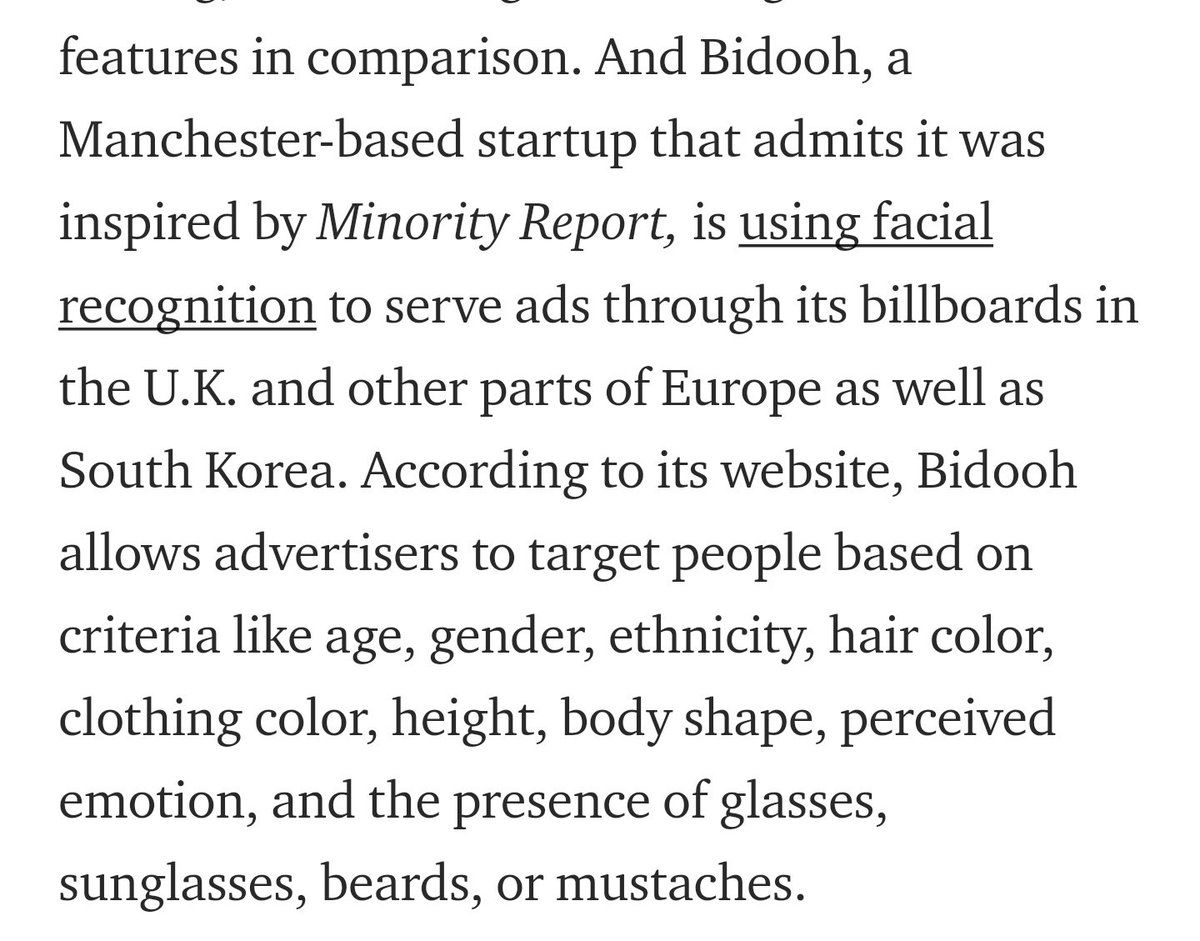 features in comparison. And Bidooh, a
Manchester-based startup that admits it was
inspired by Minority Report, is using facial
recognition to serve ads through its billboards in
the U.K. and other parts of Europe as well as
South Korea. According to its website, Bidooh
allows advertisers to target people based on
criteria like age, gender, ethnicity, hair color,
clothing color, height, body shape, perceived
emotion, and the presence of glasses,
sunglasses, beards, or mustaches.